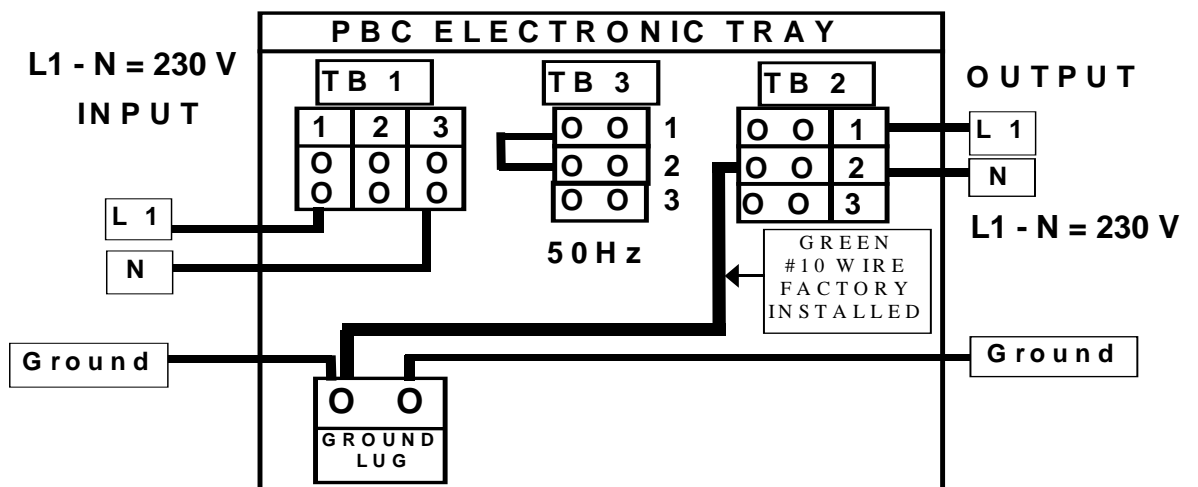 PBC ELECTRONIC TRAY
L1 - N = 230 V
INPUT
TB 1
1 2 3
O O O
O O O
L 1
N
Ground
TB 3
O O 1
O O 2
O O 3
50Hz
TB 2
O O 1
O O 2
O O 3
OUTPUT
L 1
N
L1 - N = 230 V
GREEN
#10 WIRE
FACTORY
INSTALLED
Ground
O O
GROUND
LUG